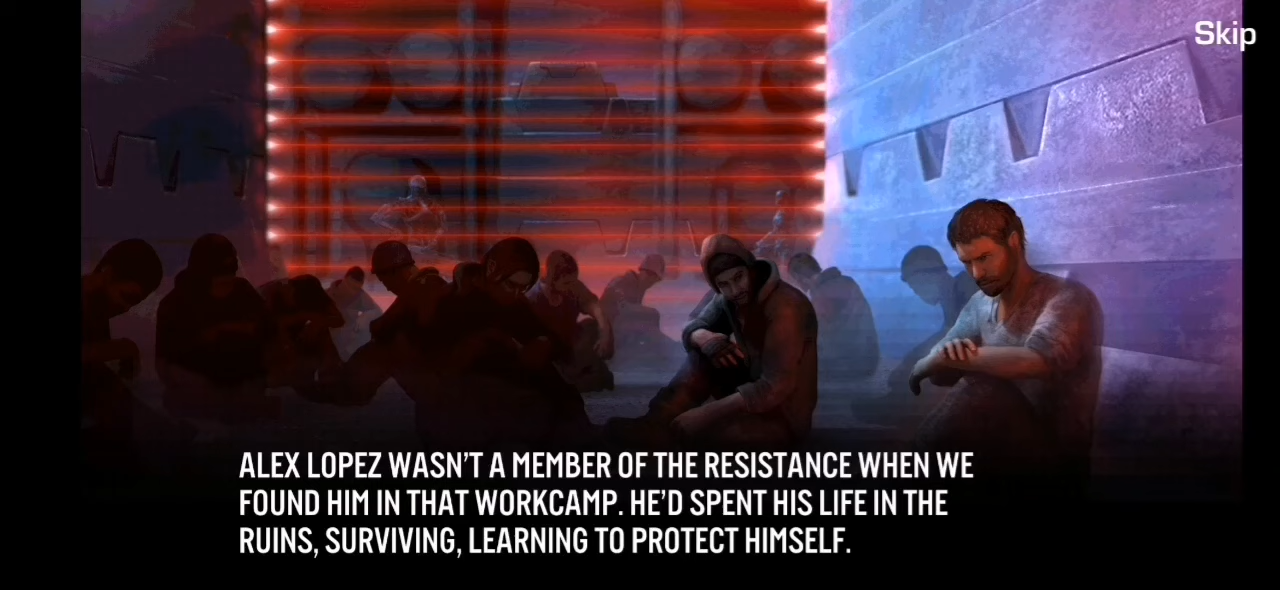 Skip
ALEX LOPEZ WASN'T A MEMBER OF THE RESISTANCE WHEN WE
FOUND HIM IN THAT WORKCAMP. HE'D SPENT HIS LIFE IN THE
RUINS, SURVIVING, LEARNING TO PROTECT HIMSELF.